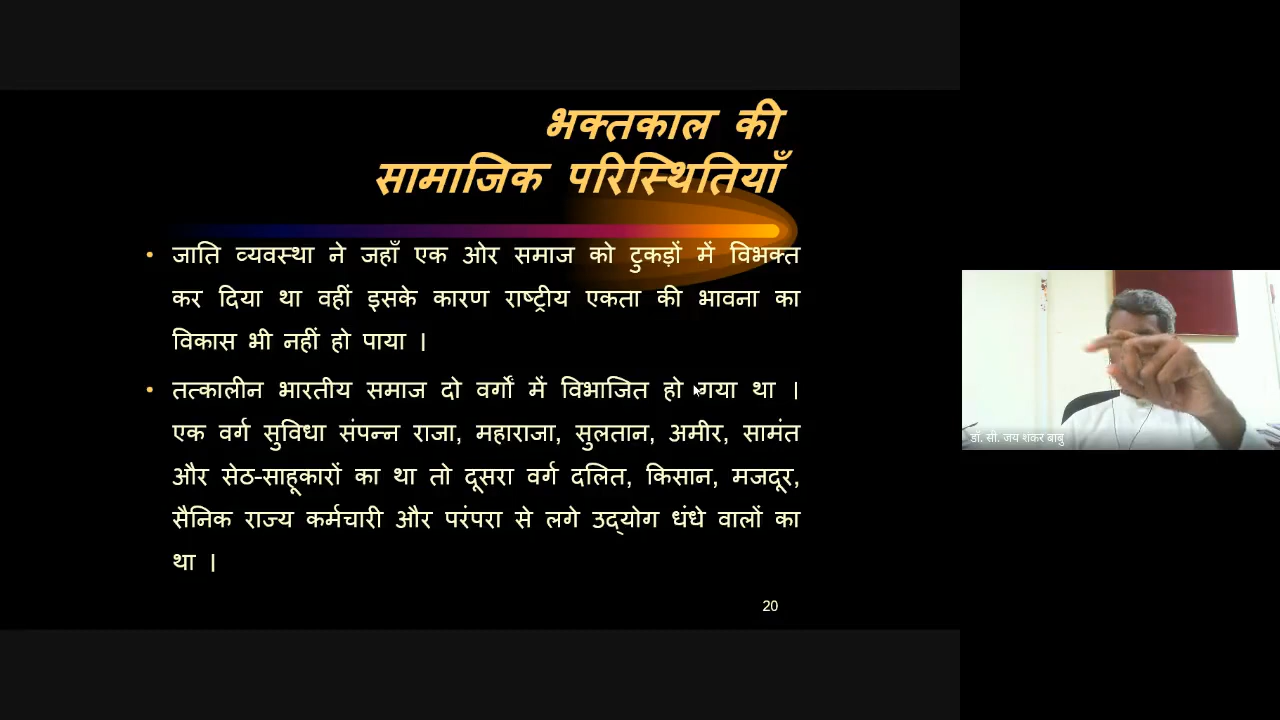 भक्तकाल की
सामाजिक परिस्थितियाँ
• जाति व्यवस्था ने जहाँ एक ओर समाज को टुकड़ों में विभक्त
कर दिया था वहीं इसके कारण राष्ट्रीय एकता की भावना का
विकास भी नहीं हो पाया ।
• तत्कालीन भारतीय समाज दो वर्गों में विभाजित हो गया था ।
एक वर्ग सुविधा संपन्न राजा, महाराजा, सुलतान, अमीर, सामंत
और सेठ-साहूकारों का था तो दूसरा वर्ग दलित, किसान, मजदूर,
सैनिक राज्य कर्मचारी और परंपरा से लगे उद्योग धंधे वालों का
था ।
20
डॉ. सी. जय शंकर बाबु